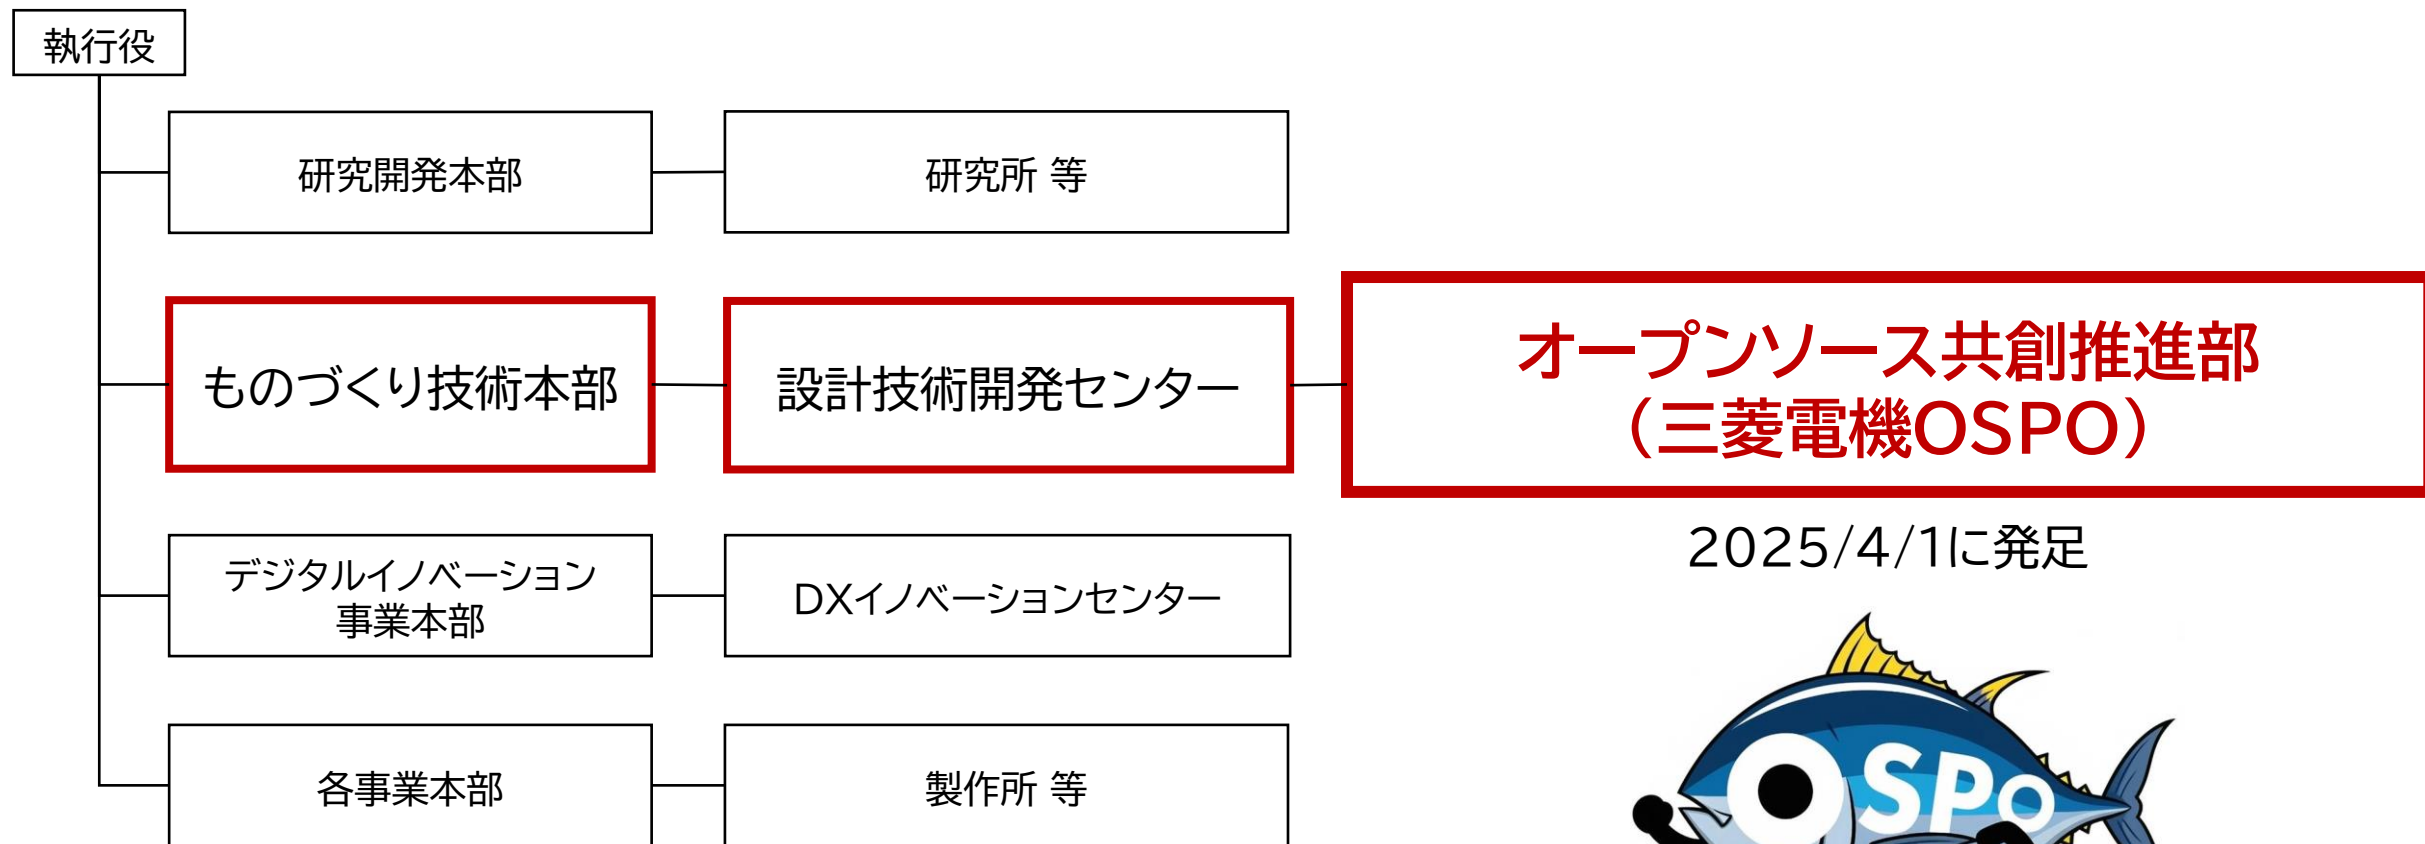 執行役
研究開発本部
研究所 等
ものづくり技術本部
設計技術開発センター
オープンソース共創推進部
（三菱電機OSPO）
2025/4/1に発足
デジタルイノベーション
事業本部
DXイノベーションセンター
各事業本部
製作所 等
OSPO